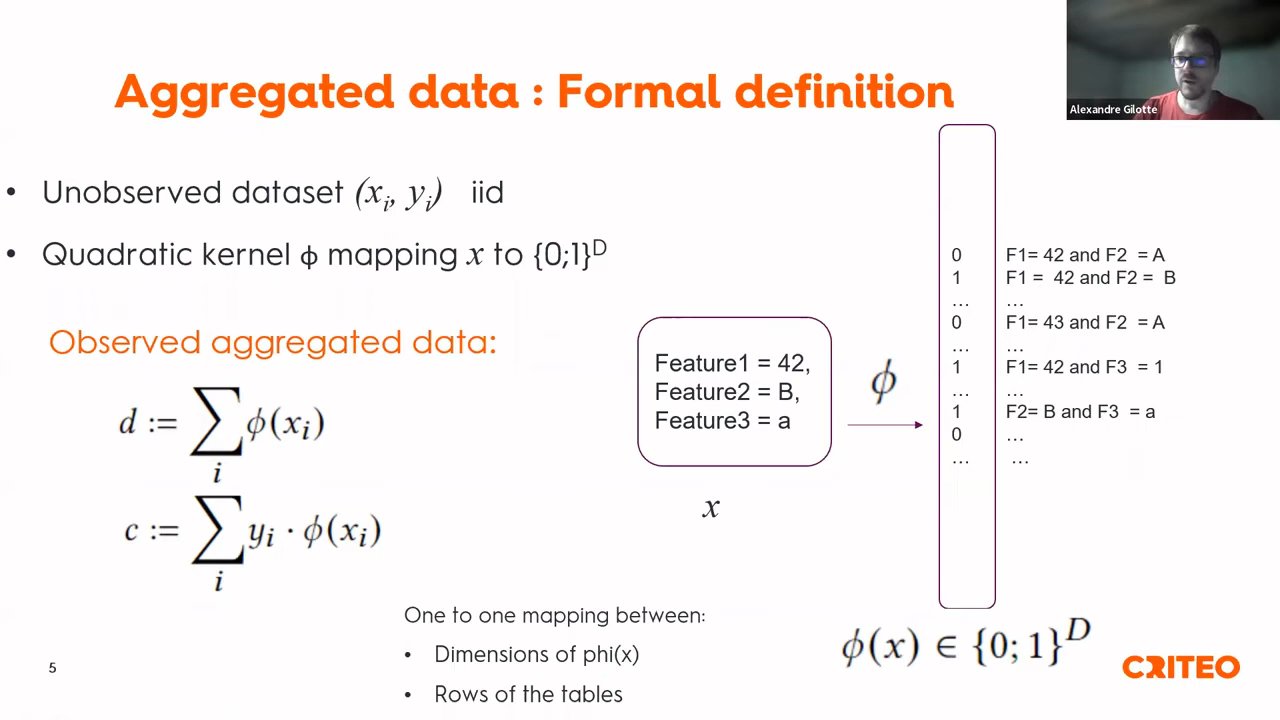 Aggregated data : Formal definition
Alexandre Gilotte
• Unobserved dataset (xᵢ, yᵢ) iid
• Quadratic kernel ϕ mapping x to {0;1}ᴰ
Observed aggregated data:
d := ∑ᵢ ϕ(xᵢ)
c := ∑ᵢ yᵢ · ϕ(xᵢ)
Feature1 = 42,
Feature2 = B,
Feature3 = a
x
ϕ
0 F1= 42 and F2 = A
1 F1 = 42 and F2 = B
... ...
0 F1= 43 and F2 = A
... ...
1 F1= 42 and F3 = 1
... ...
1 F2= B and F3 = a
0 ...
... ...
One to one mapping between:
• Dimensions of phi(x)
• Rows of the tables
ϕ(x) ∈ {0; 1}ᴰ
5
CRITEO